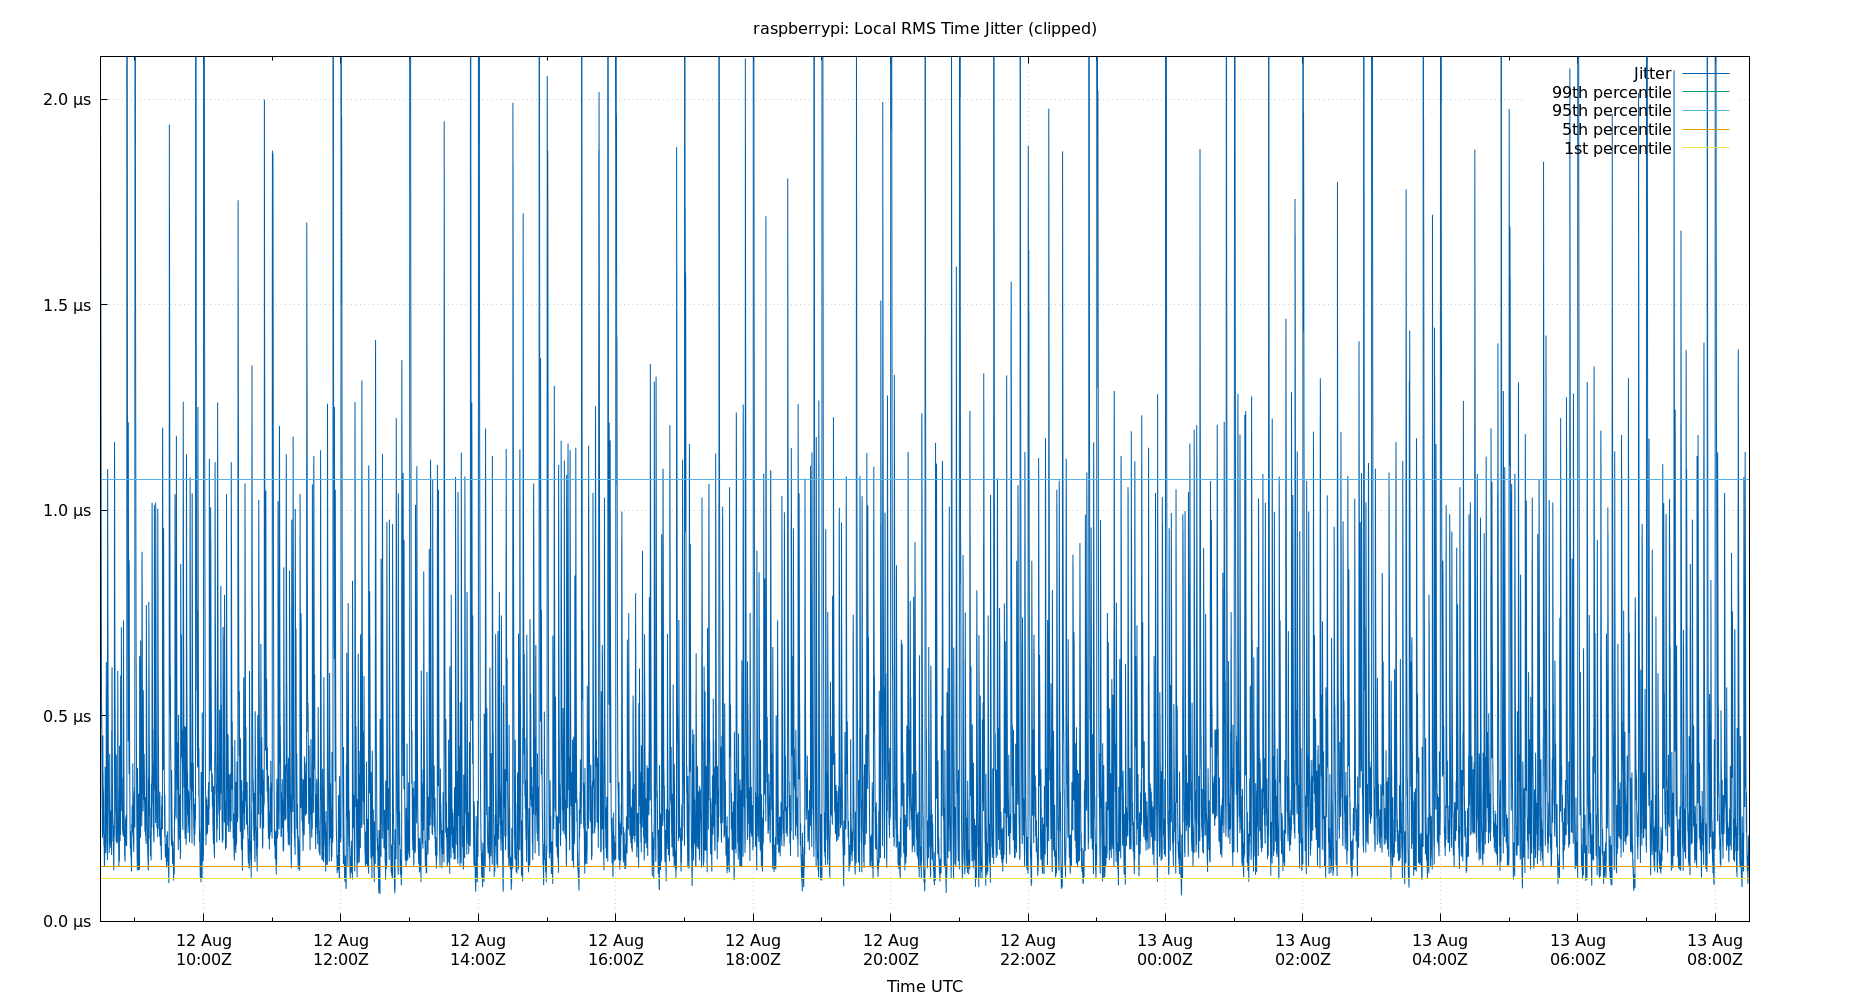 raspberrypi: Local RMS Time Jitter (clipped)
Jitter
99th percentile
95th percentile
5th percentile
1st percentile
2.0 µs
1.5 µs
1.0 µs
0.5 µs
0.0 µs
12 Aug 12 Aug 12 Aug 12 Aug 12 Aug 12 Aug 12 Aug 13 Aug 13 Aug 13 Aug 13 Aug 13 Aug
10:00Z 12:00Z 14:00Z 16:00Z 18:00Z 20:00Z 22:00Z 00:00Z 02:00Z 04:00Z 06:00Z 08:00Z
Time UTC